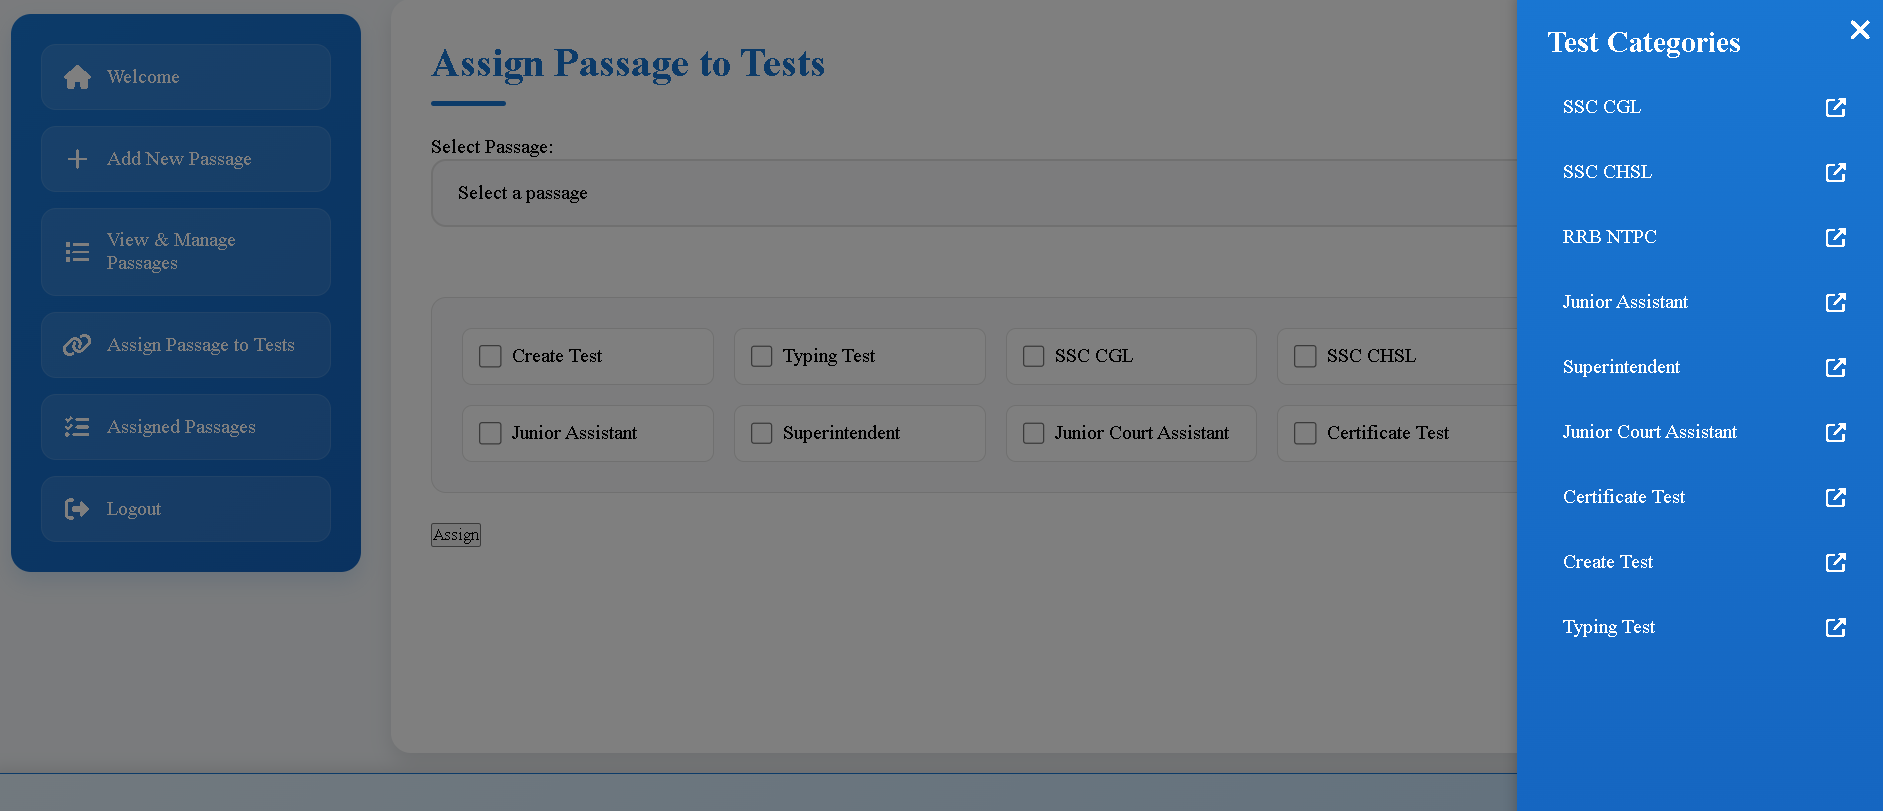 Welcome
Add New Passage
View & Manage
Passages
Assign Passage to Tests
Assigned Passages
Logout
Assign Passage to Tests
Select Passage:
Select a passage
Create Test
Typing Test
SSC CGL
SSC CHSL
Junior Assistant
Superintendent
Junior Court Assistant
Certificate Test
Assign
Test Categories
SSC CGL
SSC CHSL
RRB NTPC
Junior Assistant
Superintendent
Junior Court Assistant
Certificate Test
Create Test
Typing Test